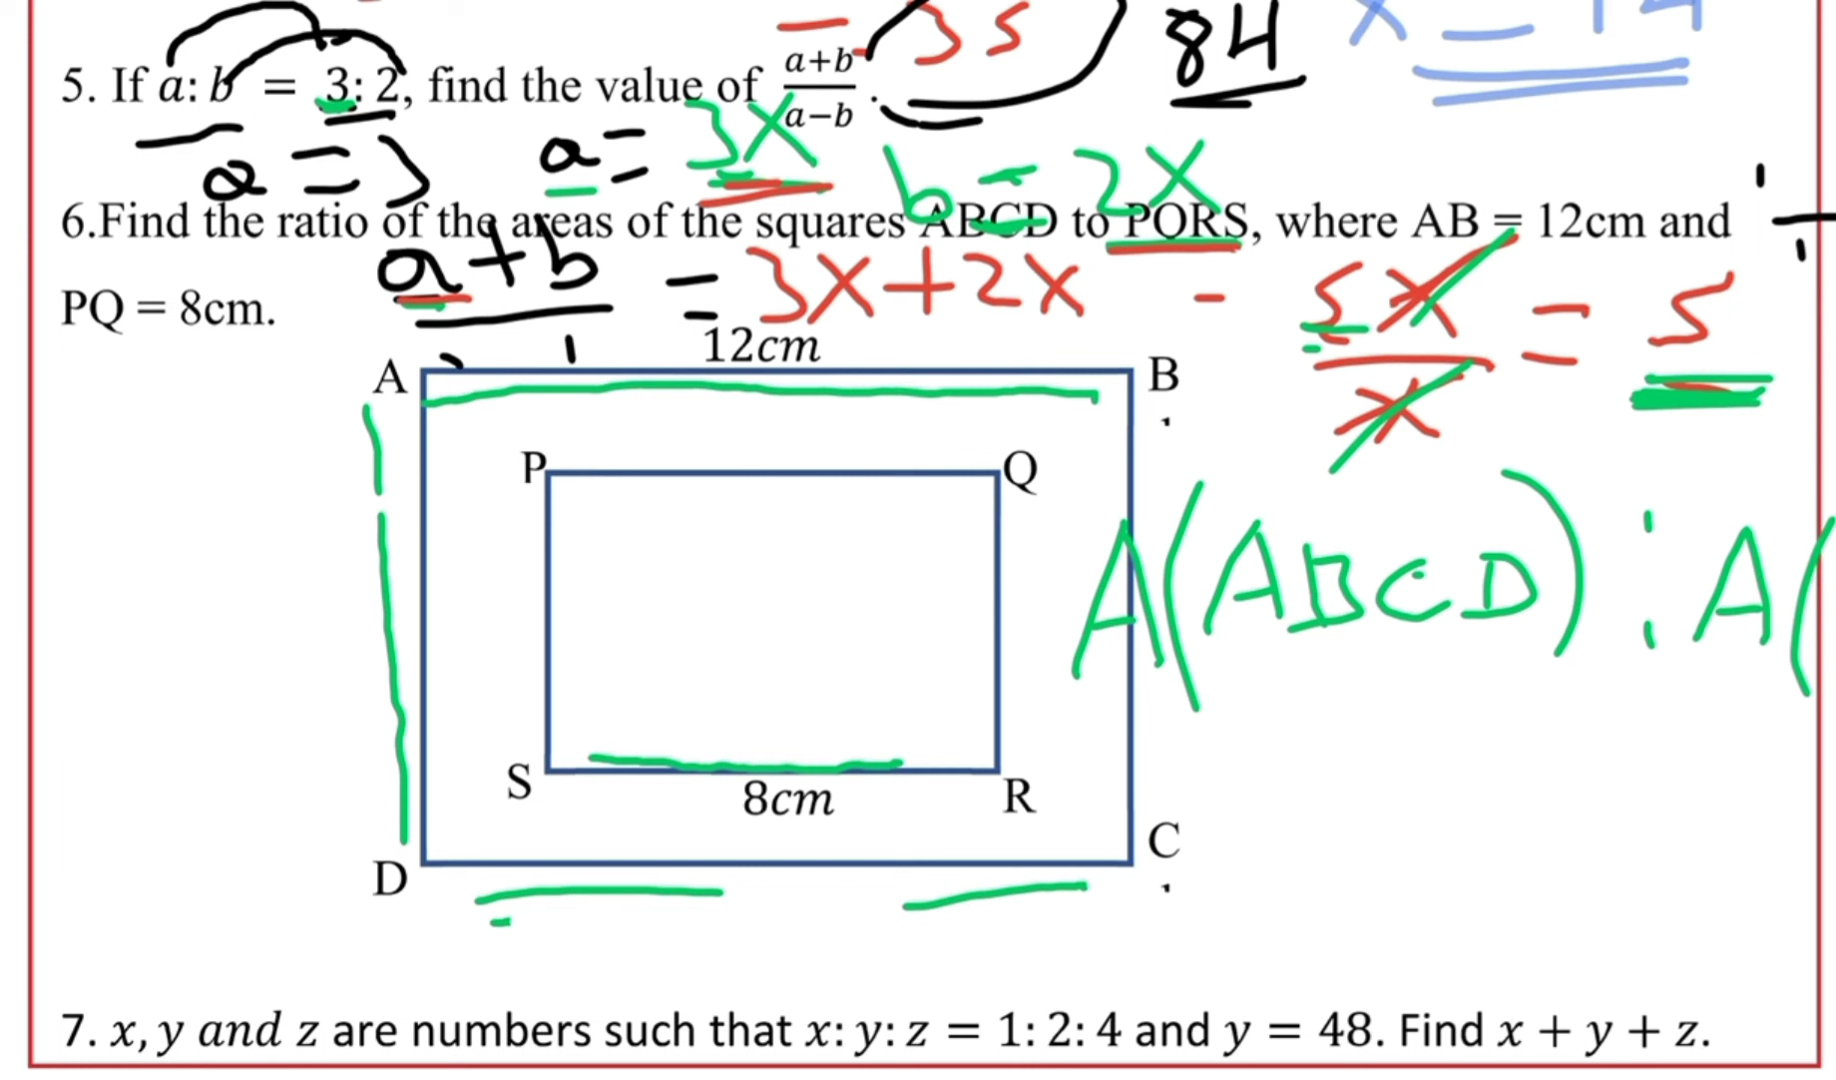 = 35 84 x = 14
5. If a: b = 3: 2, find the value of a+b/a−b.
a = 3 a = 3x b = 2x
6.Find the ratio of the areas of the squares ABCD to PQRS, where AB = 12cm and
a+b = 3x+2x - 5x/x = 5
PQ = 8cm.
12cm
A B
P Q
A(ABCD) : A(
S R
8cm
D C
7. x, y and z are numbers such that x: y: z = 1: 2: 4 and y = 48. Find x + y + z.